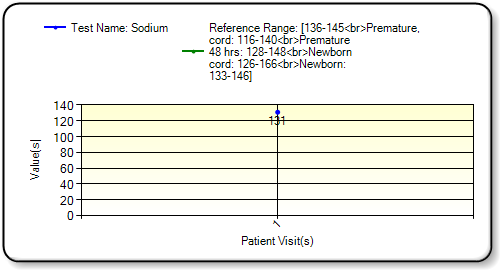 Test Name: Sodium
Reference Range: [136-145<br>Premature,
cord: 116-140<br>Premature
48 hrs: 128-148<br>Newborn
cord: 126-166<br>Newborn:
133-146]
140
120
100
80
60
40
20
0
Value(s)
131
1
Patient Visit(s)